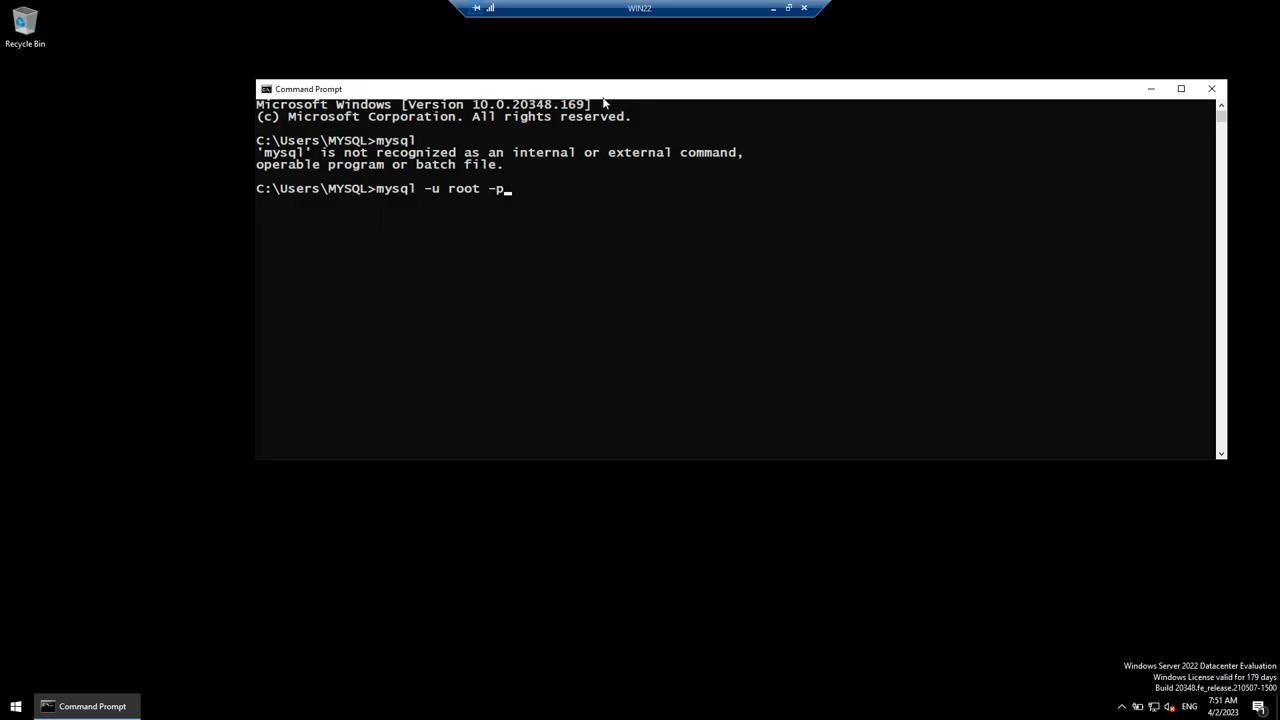 WIN22
Recycle Bin
Command Prompt
Microsoft Windows [Version 10.0.20348.169]
(c) Microsoft Corporation. All rights reserved.
C:\Users\MYSQL>mysql
'mysql' is not recognized as an internal or external command,
operable program or batch file.
C:\Users\MYSQL>mysql -u root -p_
Windows Server 2022 Datacenter Evaluation
Windows License valid for 179 days
Build 20348.fe_release.210507-1500
Command Prompt
ENG
7:51 AM
4/2/2023
1